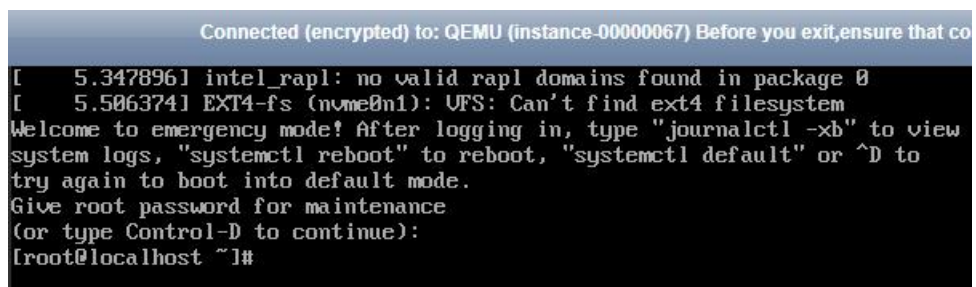 Connected (encrypted) to: QEMU (instance-00000067) Before you exit,ensure that co
[    5.347896] intel_rapl: no valid rapl domains found in package 0
[    5.506374] EXT4-fs (nvme0n1): VFS: Can't find ext4 filesystem
Welcome to emergency mode! After logging in, type "journalctl -xb" to view
system logs, "systemctl reboot" to reboot, "systemctl default" or ^D to
try again to boot into default mode.
Give root password for maintenance
(or type Control-D to continue):
[root@localhost ~]#